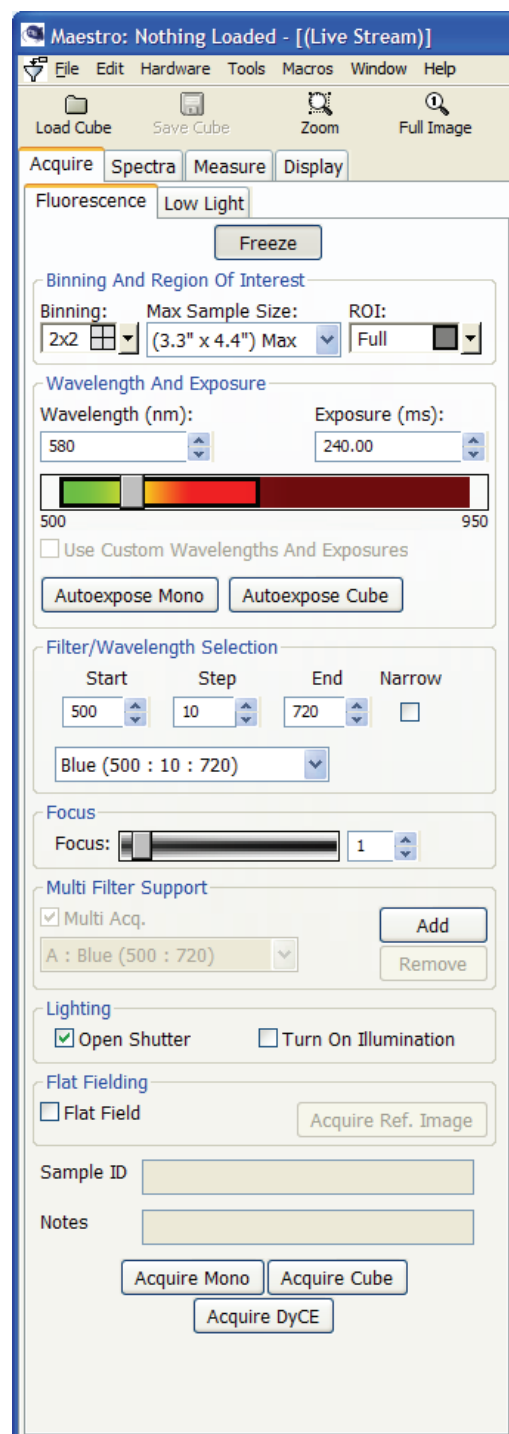 Maestro: Nothing Loaded - [(Live Stream)]
File Edit Hardware Tools Macros Window Help
Load Cube Save Cube Zoom Full Image
Acquire Spectra Measure Display
Fluorescence Low Light
Freeze
Binning And Region Of Interest
Binning: Max Sample Size: ROI:
2x2 (3.3" x 4.4") Max Full
Wavelength And Exposure
Wavelength (nm): Exposure (ms):
580 240.00
500 950
Use Custom Wavelengths And Exposures
Autoexpose Mono Autoexpose Cube
Filter/Wavelength Selection
Start Step End Narrow
500 10 720
Blue (500 : 10 : 720)
Focus
Focus: 1
Multi Filter Support
Multi Acq. Add
A : Blue (500 : 720) Remove
Lighting
Open Shutter Turn On Illumination
Flat Fielding
Flat Field Acquire Ref. Image
Sample ID
Notes
Acquire Mono Acquire Cube
Acquire DyCE